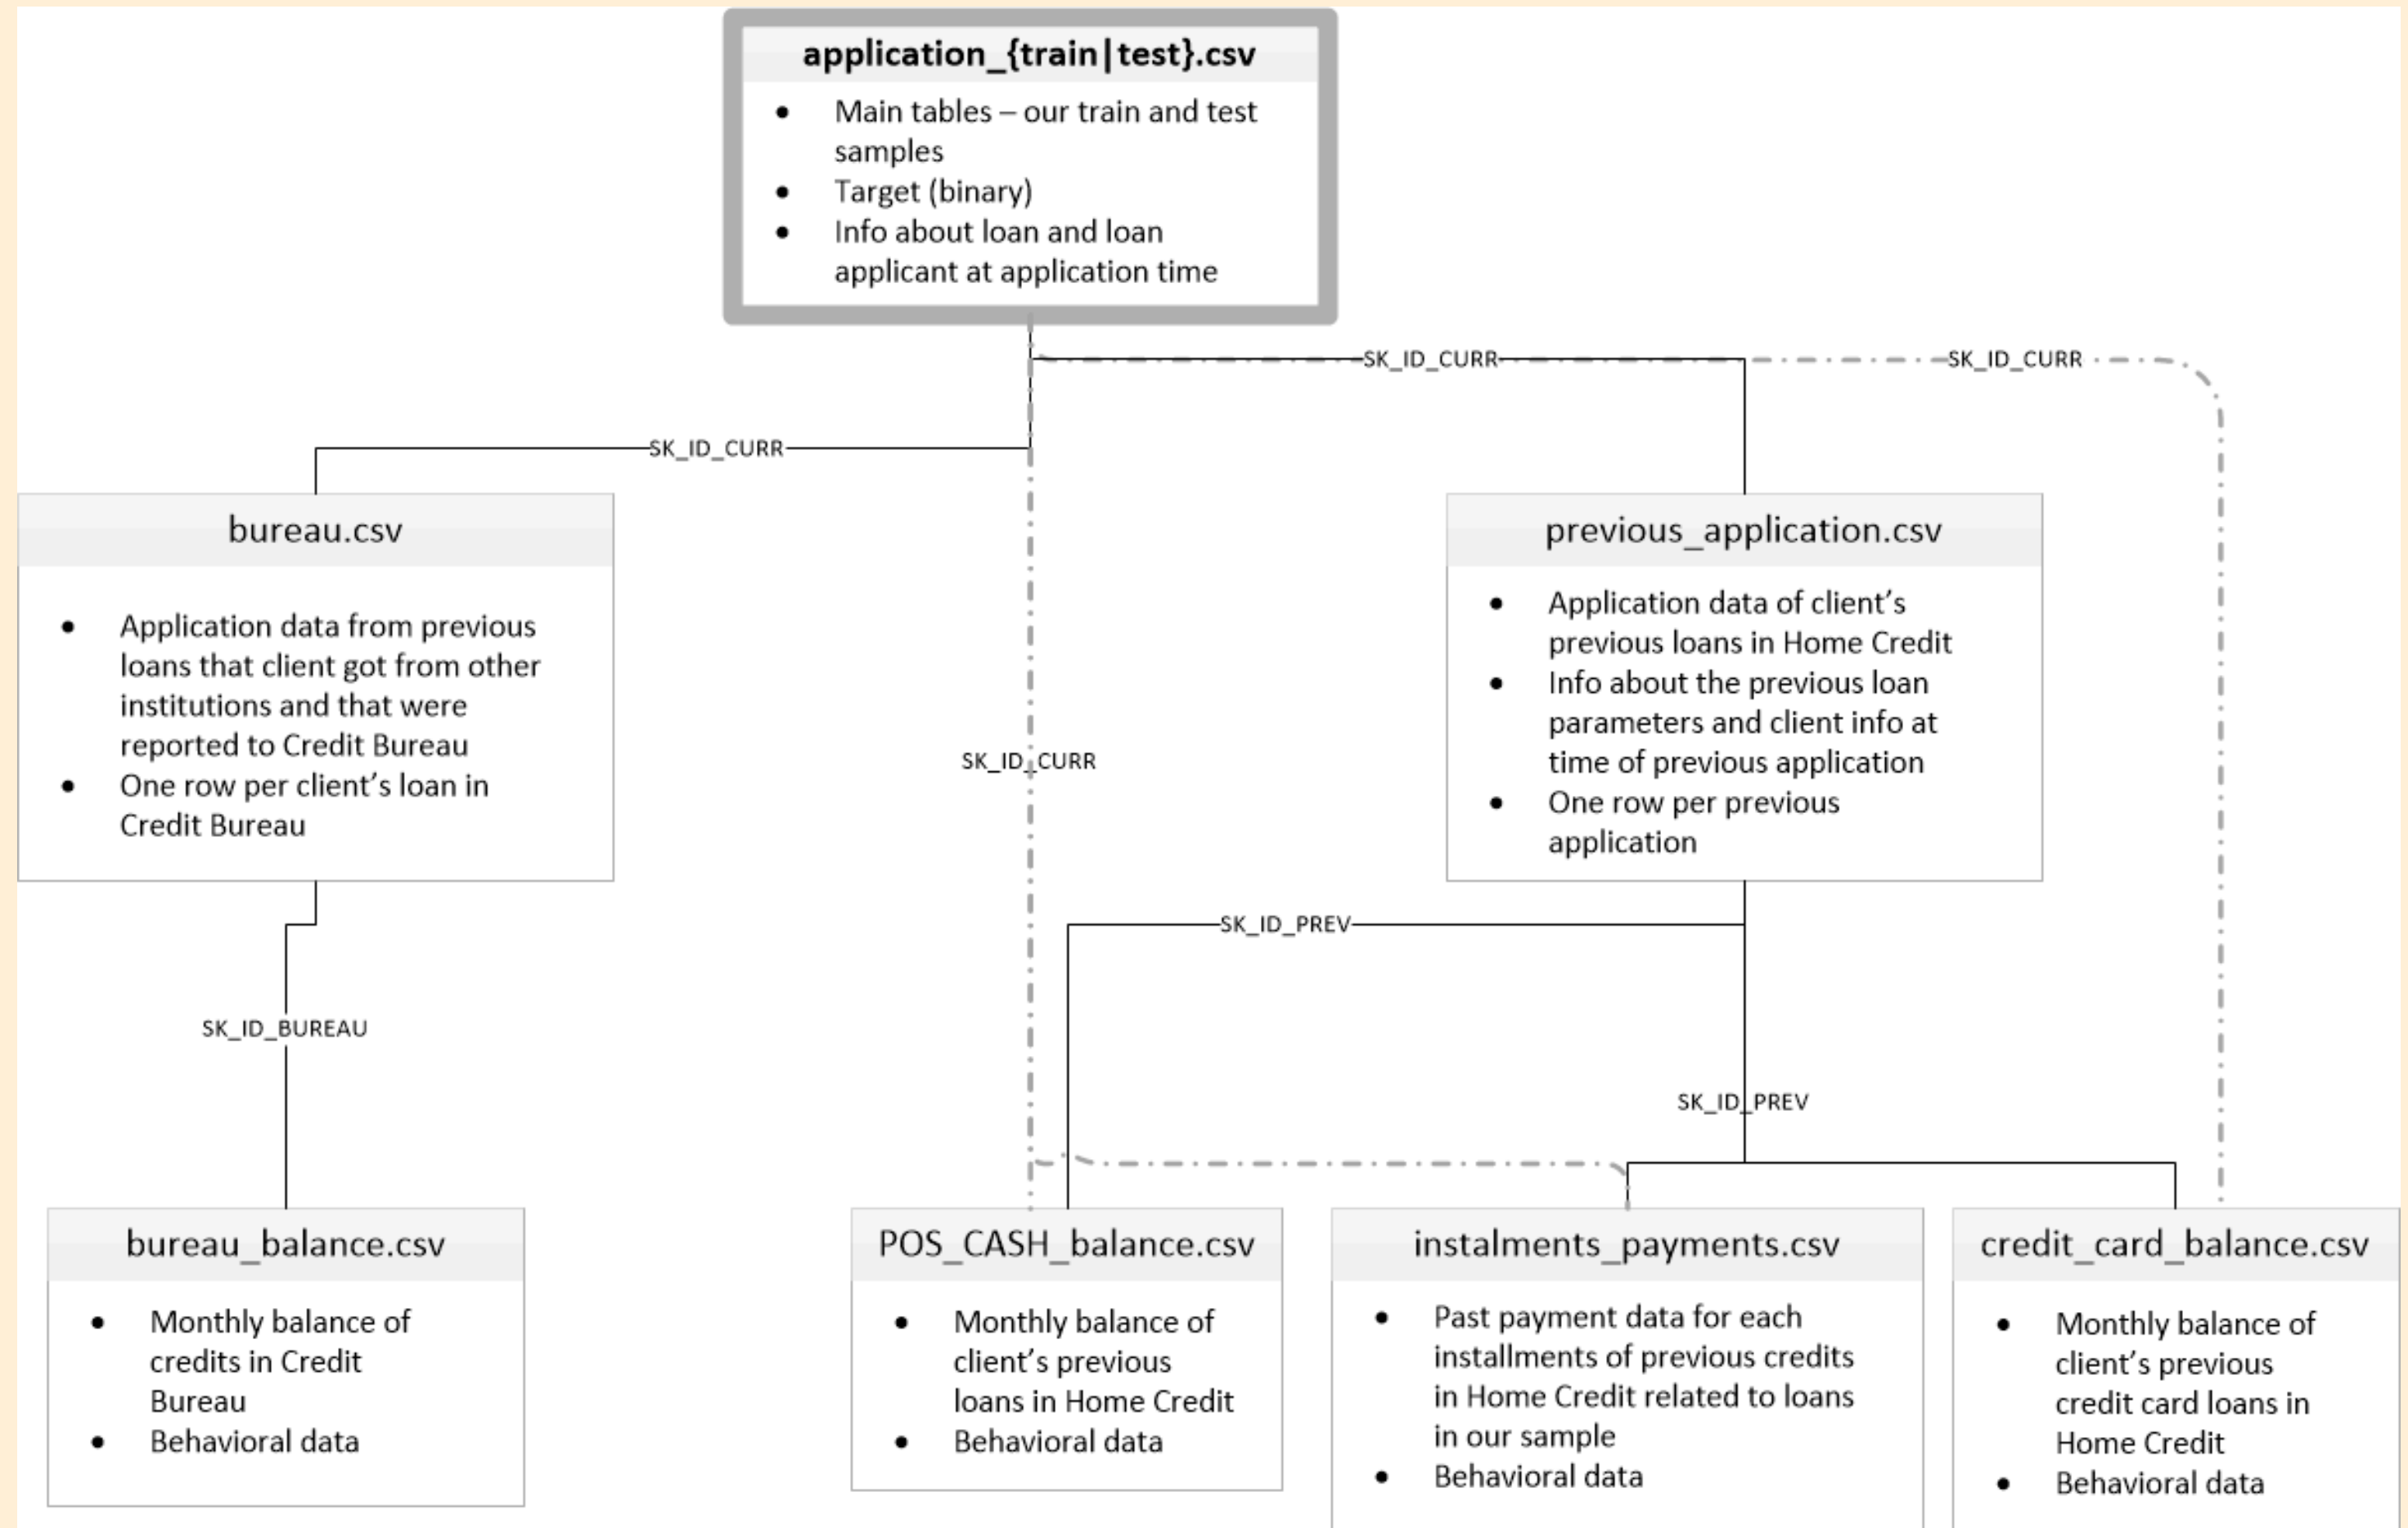 application_{train|test}.csv
• Main tables – our train and test
samples
• Target (binary)
• Info about loan and loan
applicant at application time
SK_ID_CURR
SK_ID_CURR
SK_ID_CURR
bureau.csv
• Application data from previous
loans that client got from other
institutions and that were
reported to Credit Bureau
• One row per client’s loan in
Credit Bureau
previous_application.csv
• Application data of client’s
previous loans in Home Credit
• Info about the previous loan
parameters and client info at
time of previous application
• One row per previous
application
SK_ID_CURR
SK_ID_PREV
SK_ID_BUREAU
SK_ID_PREV
bureau_balance.csv
• Monthly balance of
credits in Credit
Bureau
• Behavioral data
POS_CASH_balance.csv
• Monthly balance of
client’s previous
loans in Home Credit
• Behavioral data
instalments_payments.csv
• Past payment data for each
installments of previous credits
in Home Credit related to loans
in our sample
• Behavioral data
credit_card_balance.csv
• Monthly balance of
client’s previous
credit card loans in
Home Credit
• Behavioral data